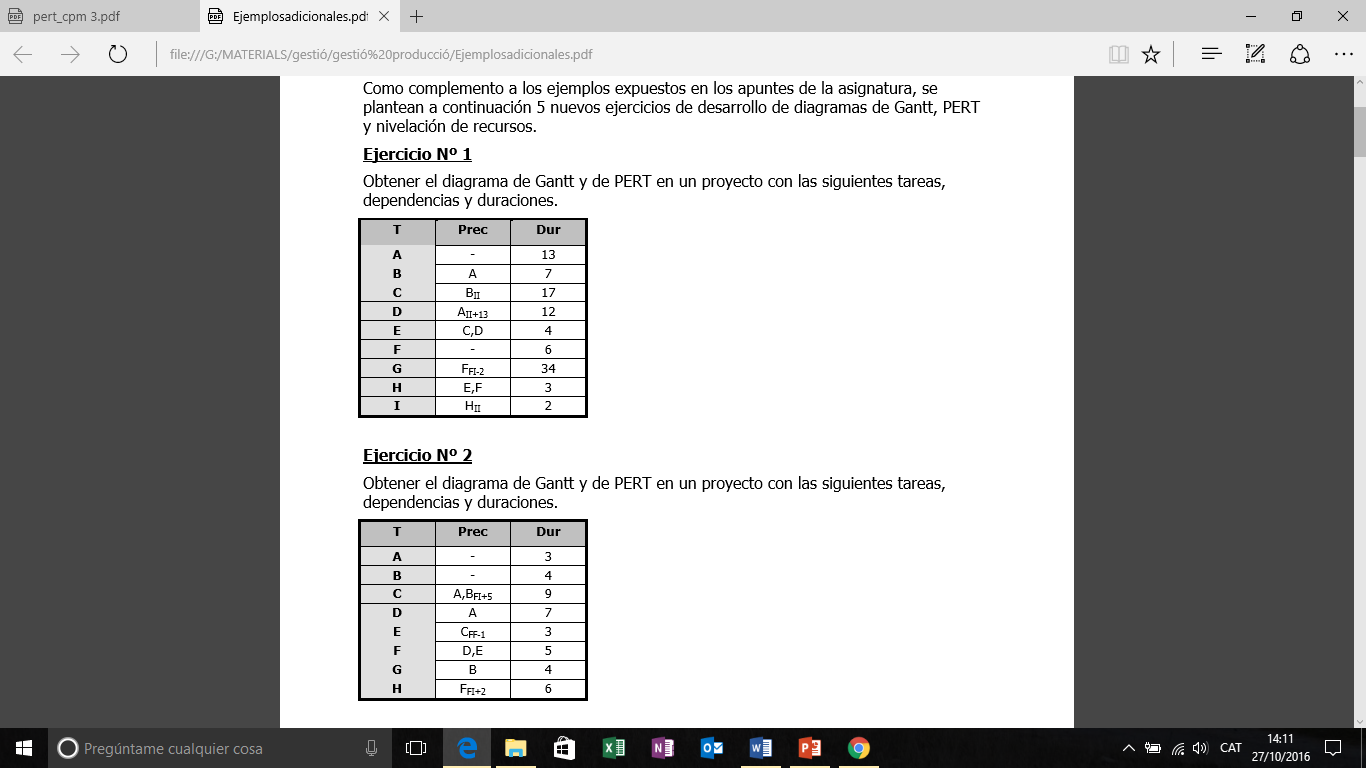 pert_cpm 3.pdf
Ejemplosadicionales.pdf
file:///G:/MATERIALS/gestió/gestió%20producció/Ejemplosadicionales.pdf
Como complemento a los ejemplos expuestos en los apuntes de la asignatura, se
plantean a continuación 5 nuevos ejercicios de desarrollo de diagramas de Gantt, PERT
y nivelación de recursos.
Ejercicio Nº 1
Obtener el diagrama de Gantt y de PERT en un proyecto con las siguientes tareas,
dependencias y duraciones.
T Prec Dur
A - 13
B A 7
C BII 17
D AII+13 12
E C,D 4
F - 6
G FFI-2 34
H E,F 3
I HII 2
Ejercicio Nº 2
Obtener el diagrama de Gantt y de PERT en un proyecto con las siguientes tareas,
dependencias y duraciones.
T Prec Dur
A - 3
B - 4
C A,BFI+5 9
D A 7
E CFF-1 3
F D,E 5
G B 4
H FFI+2 6
Pregúntame cualquier cosa
CAT
14:11
27/10/2016